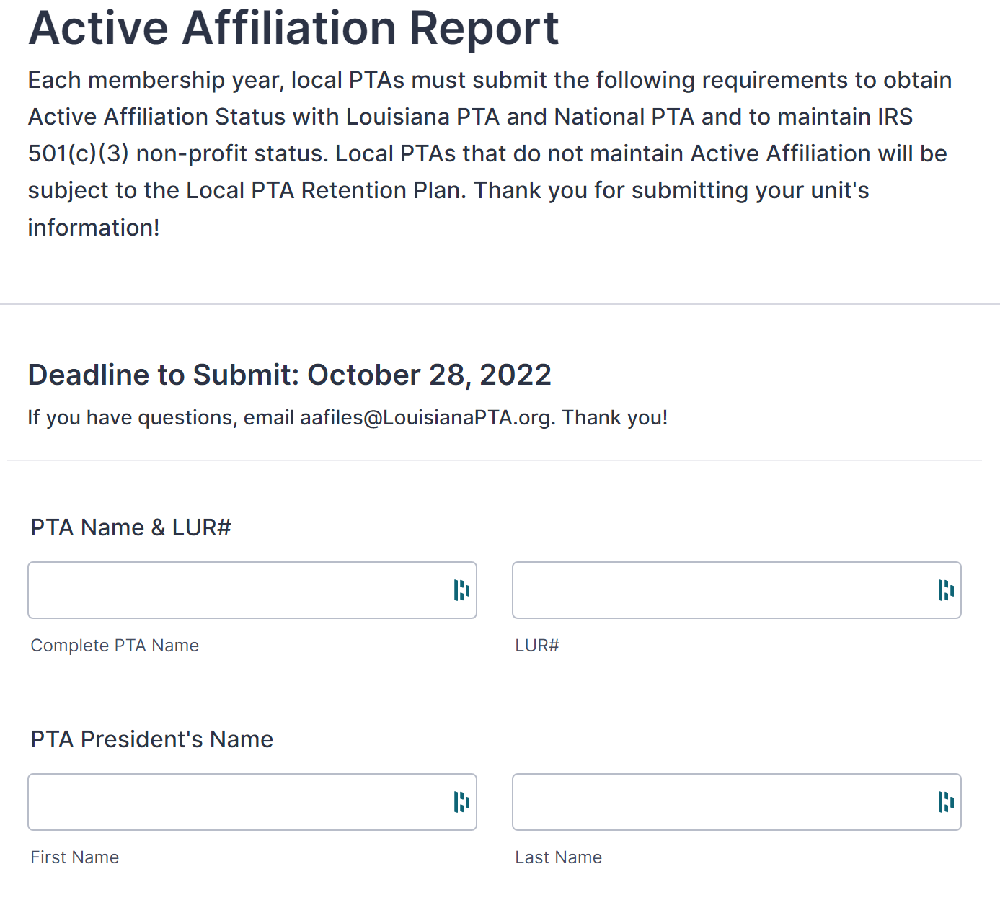 Active Affiliation Report
Each membership year, local PTAs must submit the following requirements to obtain
Active Affiliation Status with Louisiana PTA and National PTA and to maintain IRS
501(c)(3) non-profit status. Local PTAs that do not maintain Active Affiliation will be
subject to the Local PTA Retention Plan. Thank you for submitting your unit's
information!
Deadline to Submit: October 28, 2022
If you have questions, email aafiles@LouisianaPTA.org. Thank you!
PTA Name & LUR#
Complete PTA Name
LUR#
PTA President's Name
First Name
Last Name